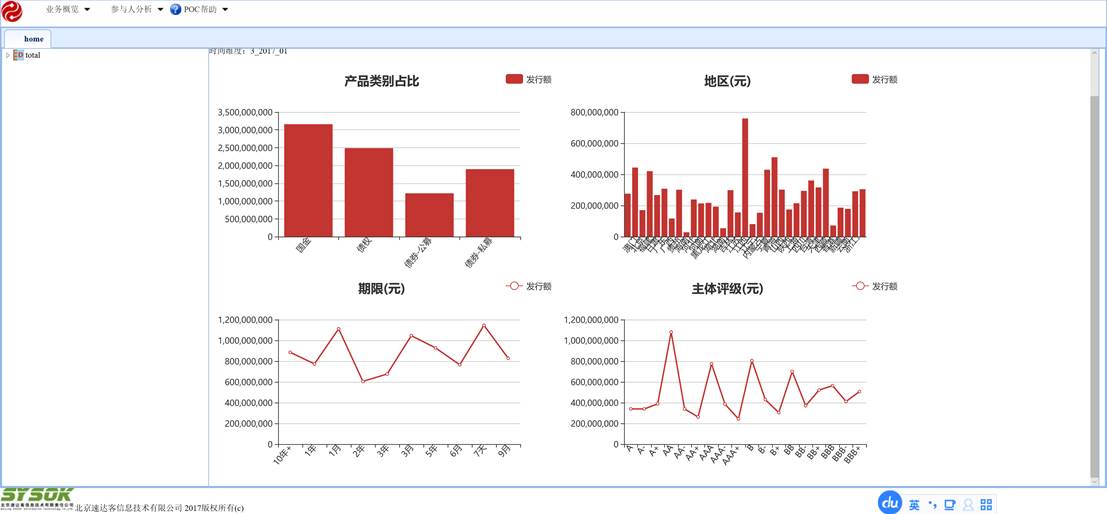 业务概览 参与人分析 POC帮助
home
total
时间维度：3_2017_01
产品类别占比 发行额
3,500,000,000
3,000,000,000
2,500,000,000
2,000,000,000
1,500,000,000
1,000,000,000
500,000,000
0
国金 债权 债券-公募 债券-私募
地区(元) 发行额
800,000,000
600,000,000
400,000,000
200,000,000
0
期限(元) 发行额
1,200,000,000
1,000,000,000
800,000,000
600,000,000
400,000,000
200,000,000
0
10年+ 1年 1月 2年 3年 3月 5年 6月 7天 9月
主体评级(元) 发行额
1,200,000,000
1,000,000,000
800,000,000
600,000,000
400,000,000
200,000,000
0
A A- A+ AA AA- AA+ AAA AAA- AAA+ B B- B+ BB BB- BB+ BBB BBB- BBB+
SYSOK
北京速达客信息技术有限公司 2017版权所有(c)
du 英